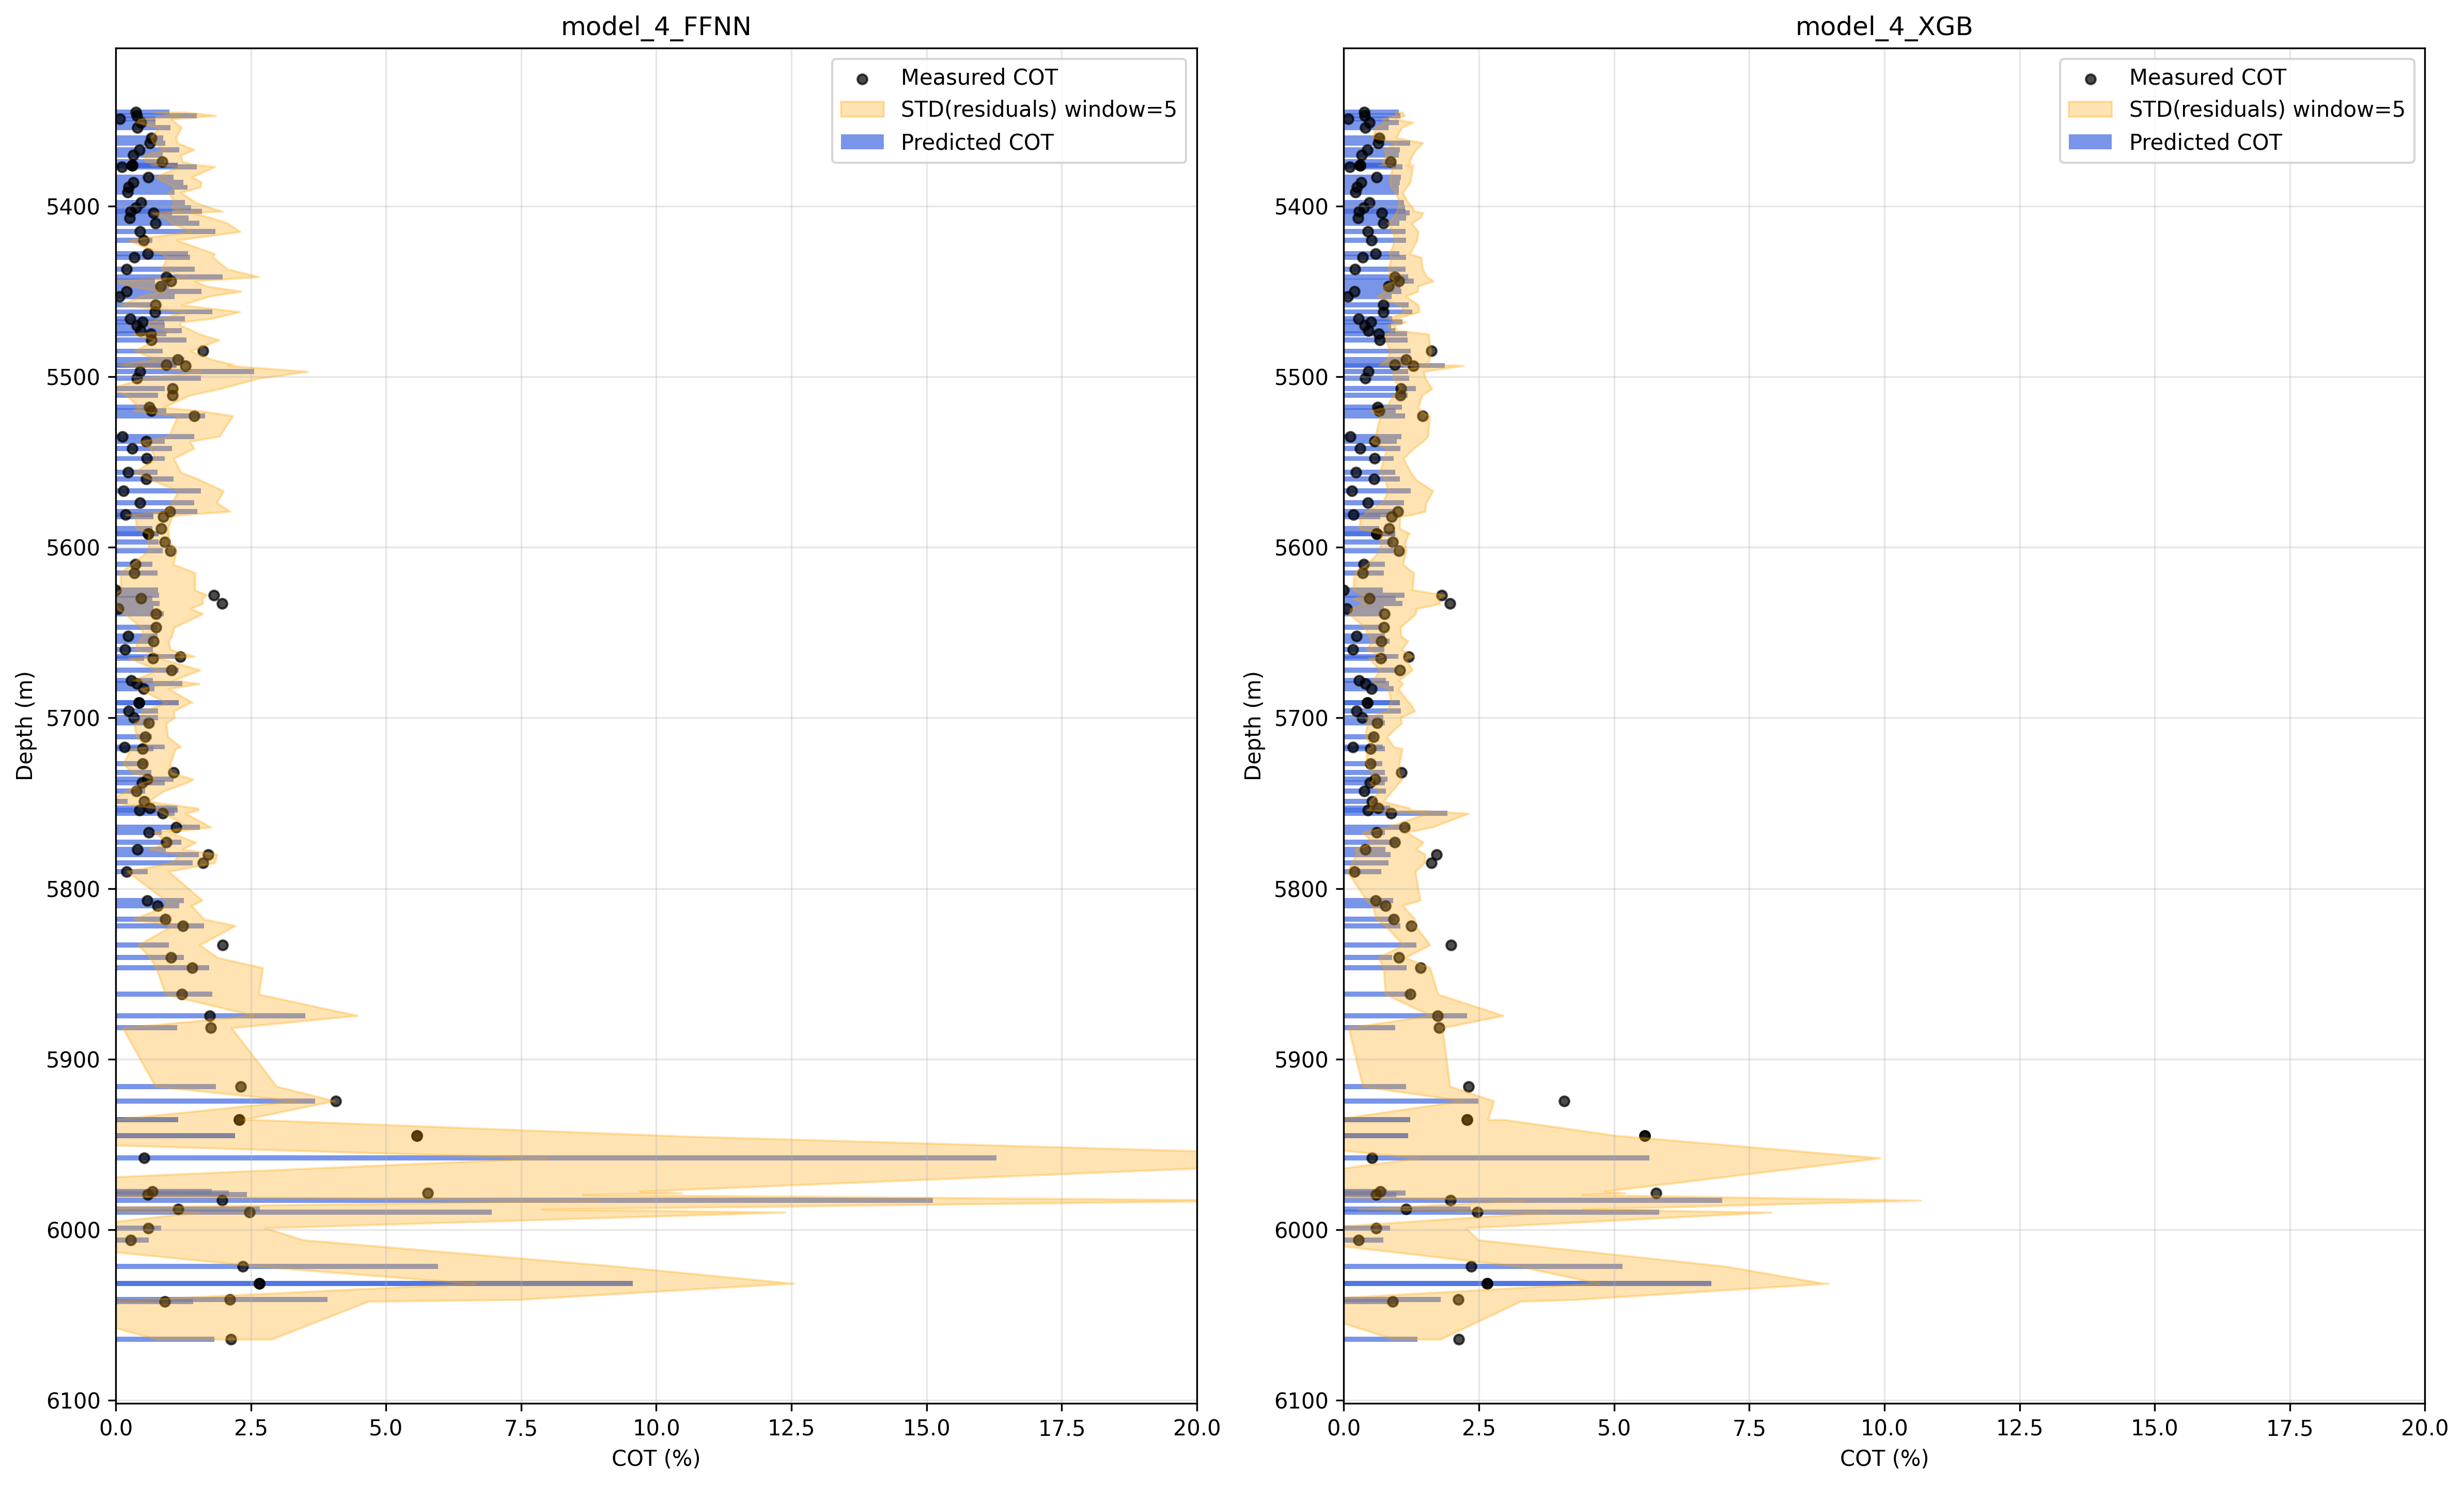 model_4_FFNN
Measured COT
STD(residuals) window=5
Predicted COT
Depth (m)
5400
5500
5600
5700
5800
5900
6000
6100
0.0 2.5 5.0 7.5 10.0 12.5 15.0 17.5 20.0
COT (%)
model_4_XGB
Measured COT
STD(residuals) window=5
Predicted COT
Depth (m)
5400
5500
5600
5700
5800
5900
6000
6100
0.0 2.5 5.0 7.5 10.0 12.5 15.0 17.5 20.0
COT (%)